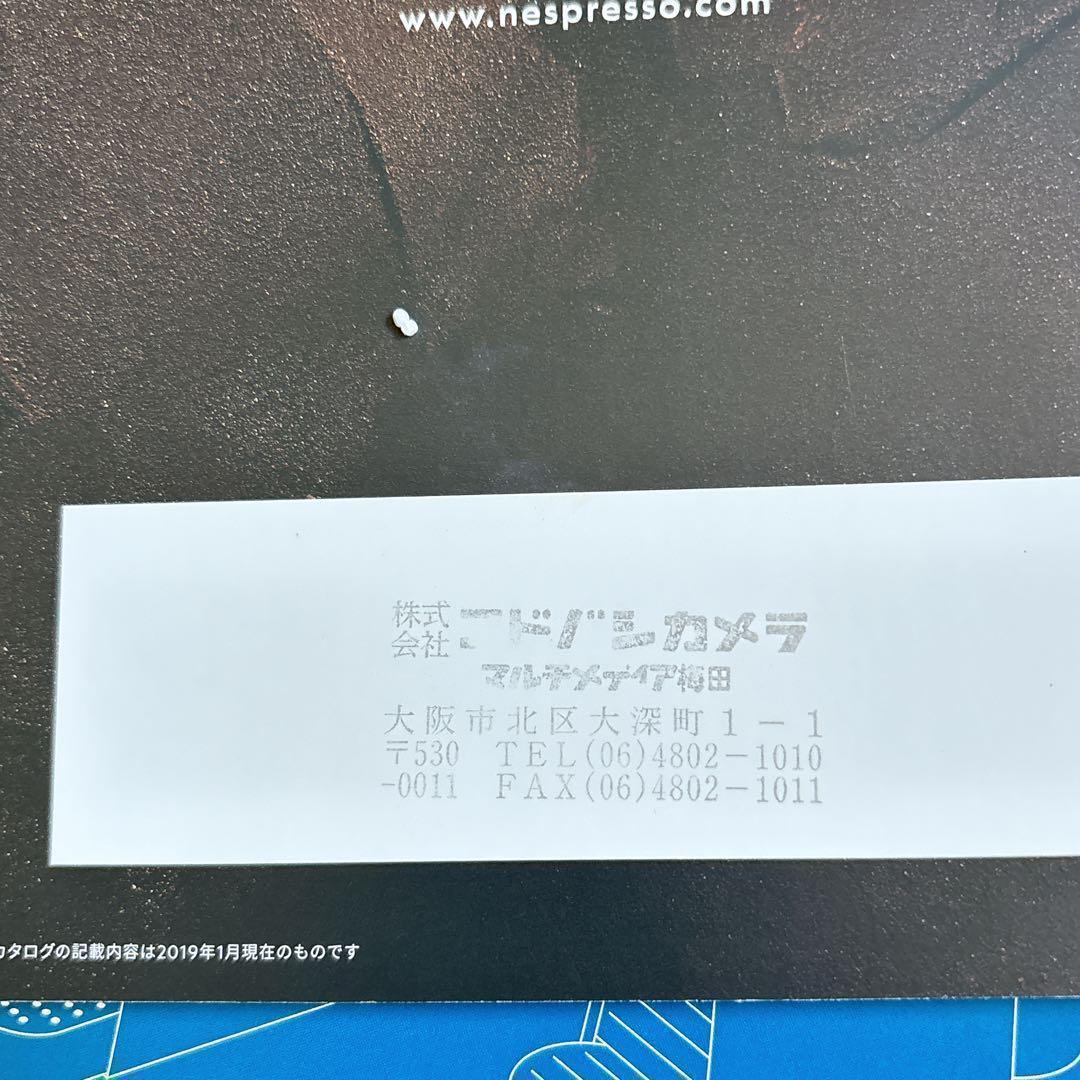 www.nespresso.com
株式会社 ヨドバシカメラ
マルチメディア梅田
大阪市北区大深町1-1
〒530 TEL(06)4802-1010
-0011 FAX(06)4802-1011
カタログの記載内容は2019年1月現在のものです